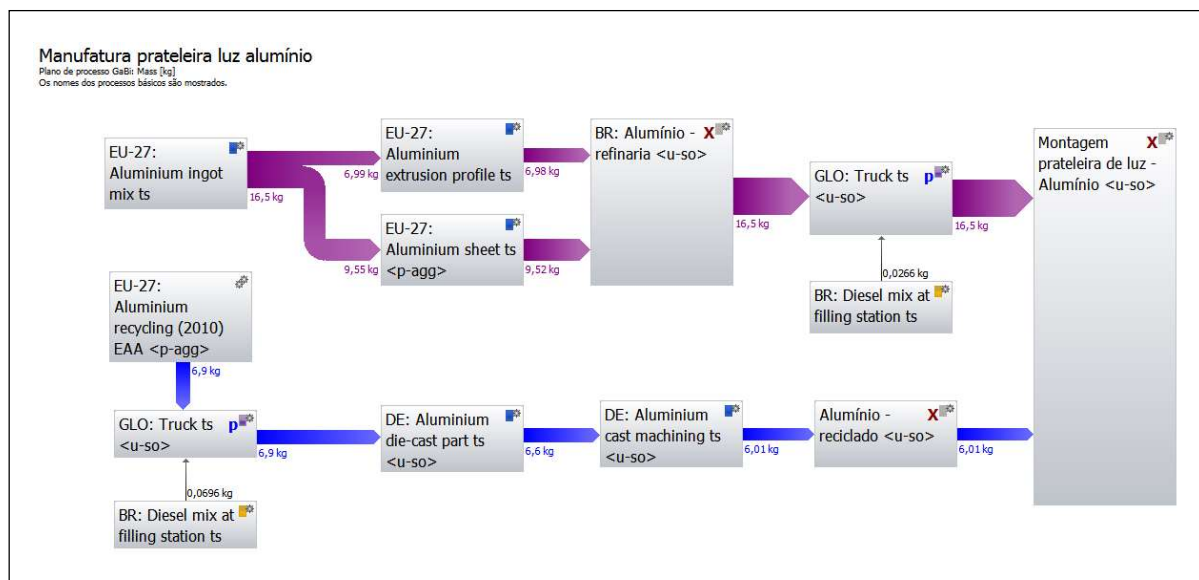 Manufatura prateleira luz alumínio
Plano de processo GaBi: Mass [kg]
Os nomes dos processos básicos são mostrados.
EU-27:
Aluminium ingot
mix ts
16,5 kg
6,99 kg
9,55 kg
EU-27:
Aluminium
extrusion profile ts
6,98 kg
EU-27:
Aluminium sheet ts
<p-agg>
9,52 kg
BR: Alumínio -
refinaria <u-so>
X
16,5 kg
GLO: Truck ts
<u-so>
p
16,5 kg
0,0266 kg
BR: Diesel mix at
filling station ts
Montagem
prateleira de luz -
Alumínio <u-so>
X
EU-27:
Aluminium
recycling (2010)
EAA <p-agg>
6,9 kg
GLO: Truck ts
<u-so>
p
6,9 kg
0,0696 kg
BR: Diesel mix at
filling station ts
DE: Aluminium
die-cast part ts
<u-so>
6,6 kg
DE: Aluminium
cast machining ts
<u-so>
6,01 kg
Alumínio -
reciclado <u-so>
X
6,01 kg